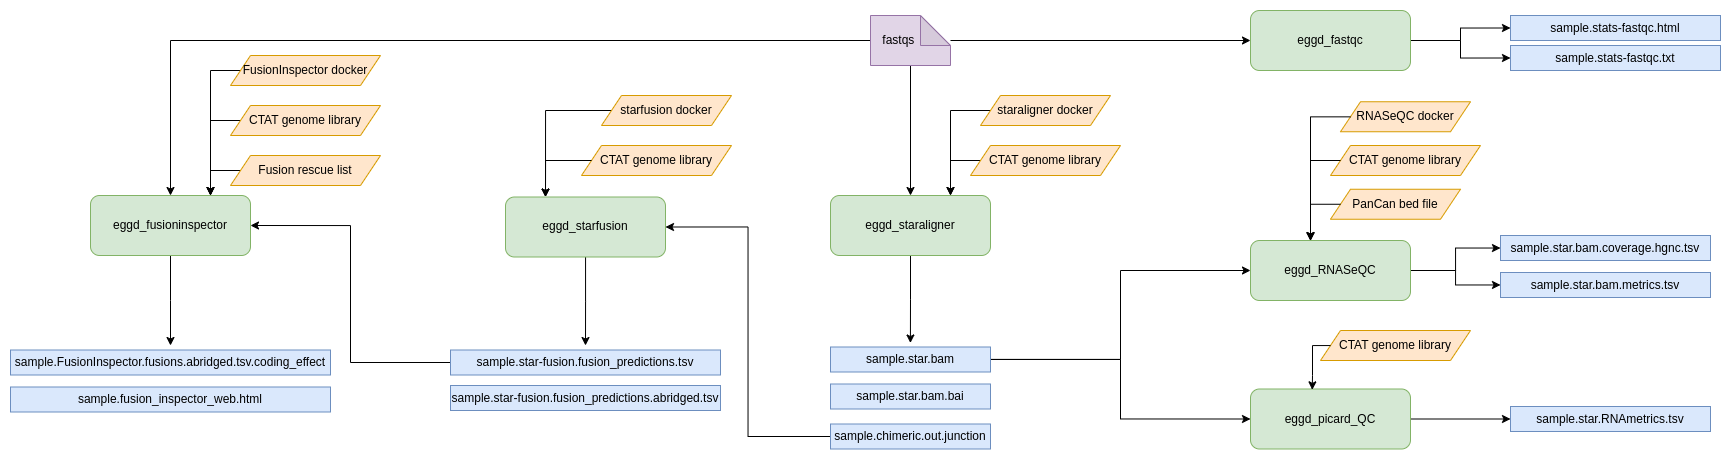 fastqs
eggd_fastqc
sample.stats-fastqc.html
sample.stats-fastqc.txt
FusionInspector docker
CTAT genome library
Fusion rescue list
starfusion docker
CTAT genome library
staraligner docker
CTAT genome library
RNASeQC docker
CTAT genome library
PanCan bed file
eggd_fusioninspector
eggd_starfusion
eggd_staraligner
eggd_RNASeQC
sample.star.bam.coverage.hgnc.tsv
sample.star.bam.metrics.tsv
CTAT genome library
sample.FusionInspector.fusions.abridged.tsv.coding_effect
sample.fusion_inspector_web.html
sample.star-fusion.fusion_predictions.tsv
sample.star-fusion.fusion_predictions.abridged.tsv
sample.star.bam
sample.star.bam.bai
sample.chimeric.out.junction
eggd_picard_QC
sample.star.RNAmetrics.tsv